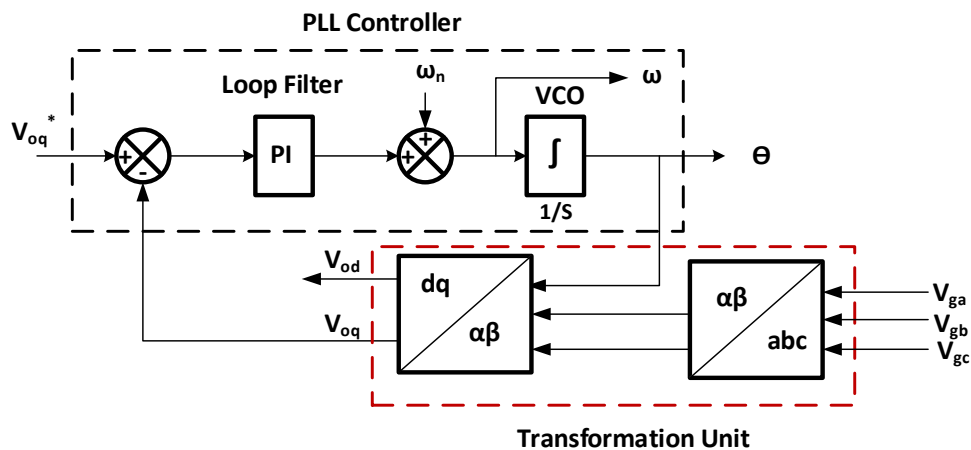 PLL Controller
Loop Filter
ωn
ω
VCO
Voq*
+
-
PI
+
+
∫
1/S
Θ
Vod
Voq
dq
αβ
αβ
abc
Vga
Vgb
Vgc
Transformation Unit